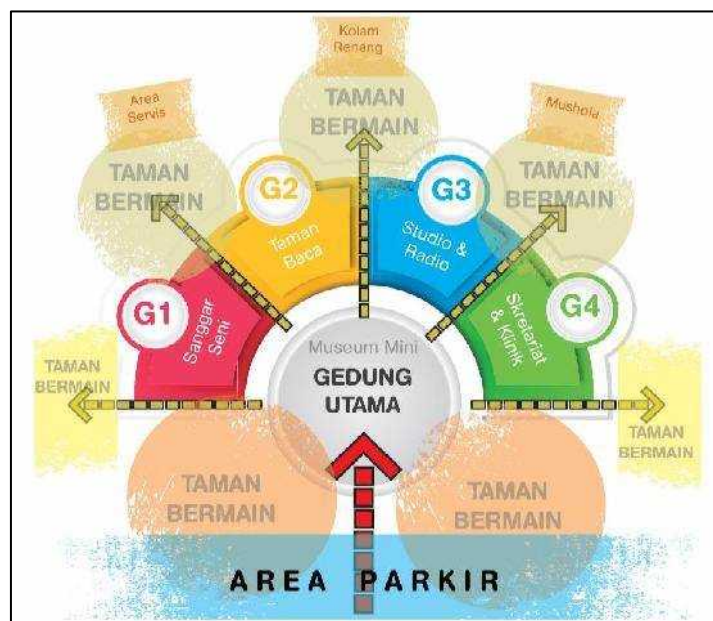 Kolam
Renang
TAMAN
BERMAIN
Area
Servis
TAMAN
BERMAIN
Mushola
TAMAN
BERMAIN
G2
Taman
Baca
G3
Studio &
Radio
G1
Sanggar
Seni
G4
Skretariat
& Klinik
Museum Mini
GEDUNG
UTAMA
TAMAN
BERMAIN
TAMAN
BERMAIN
TAMAN
BERMAIN
TAMAN
BERMAIN
AREA PARKIR